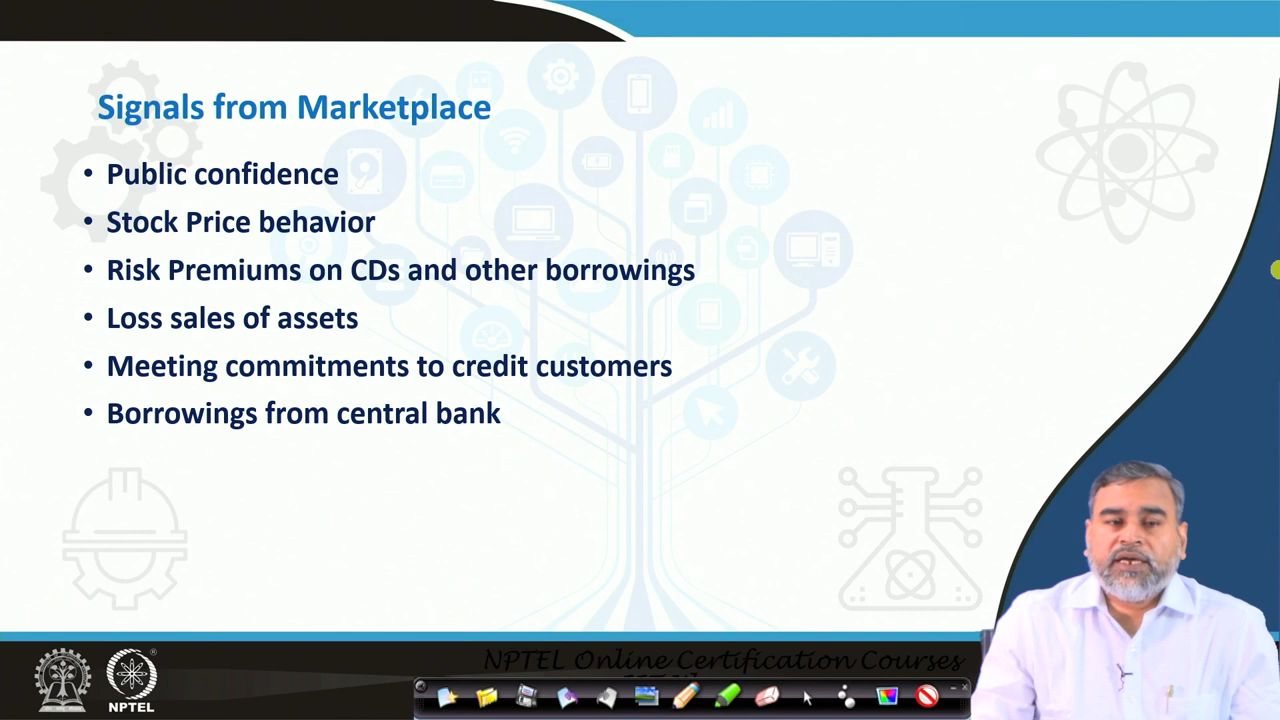 Signals from Marketplace
• Public confidence
• Stock Price behavior
• Risk Premiums on CDs and other borrowings
• Loss sales of assets
• Meeting commitments to credit customers
• Borrowings from central bank
NPTEL Online Certification Courses
®
NPTEL